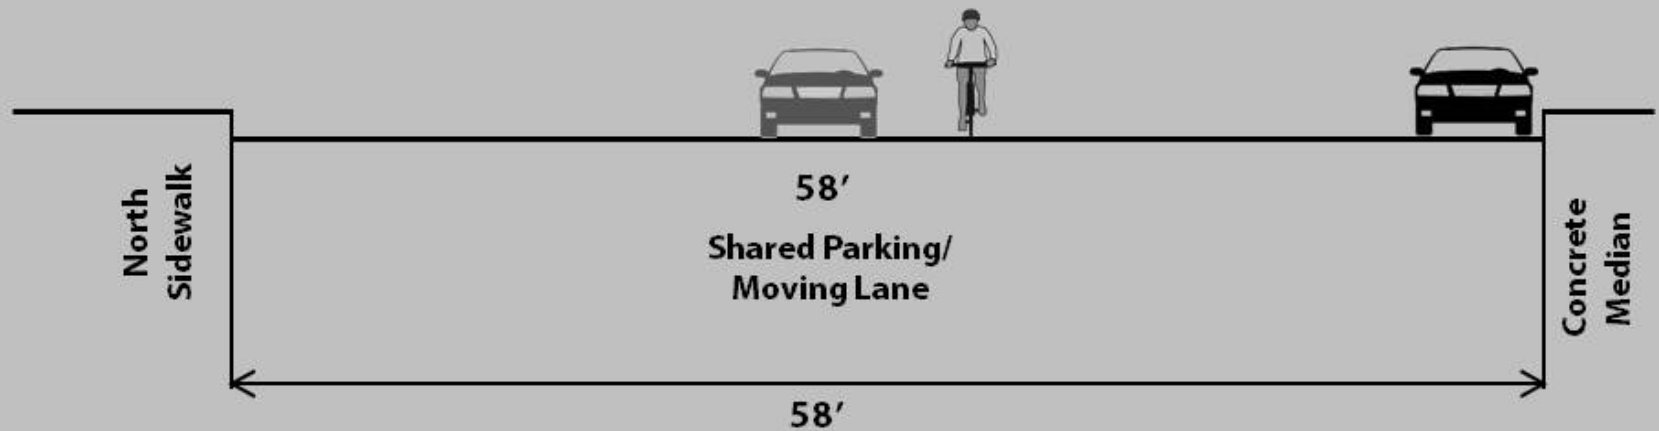 North
Sidewalk
58′
Shared Parking/
Moving Lane
58′
Concrete
Median